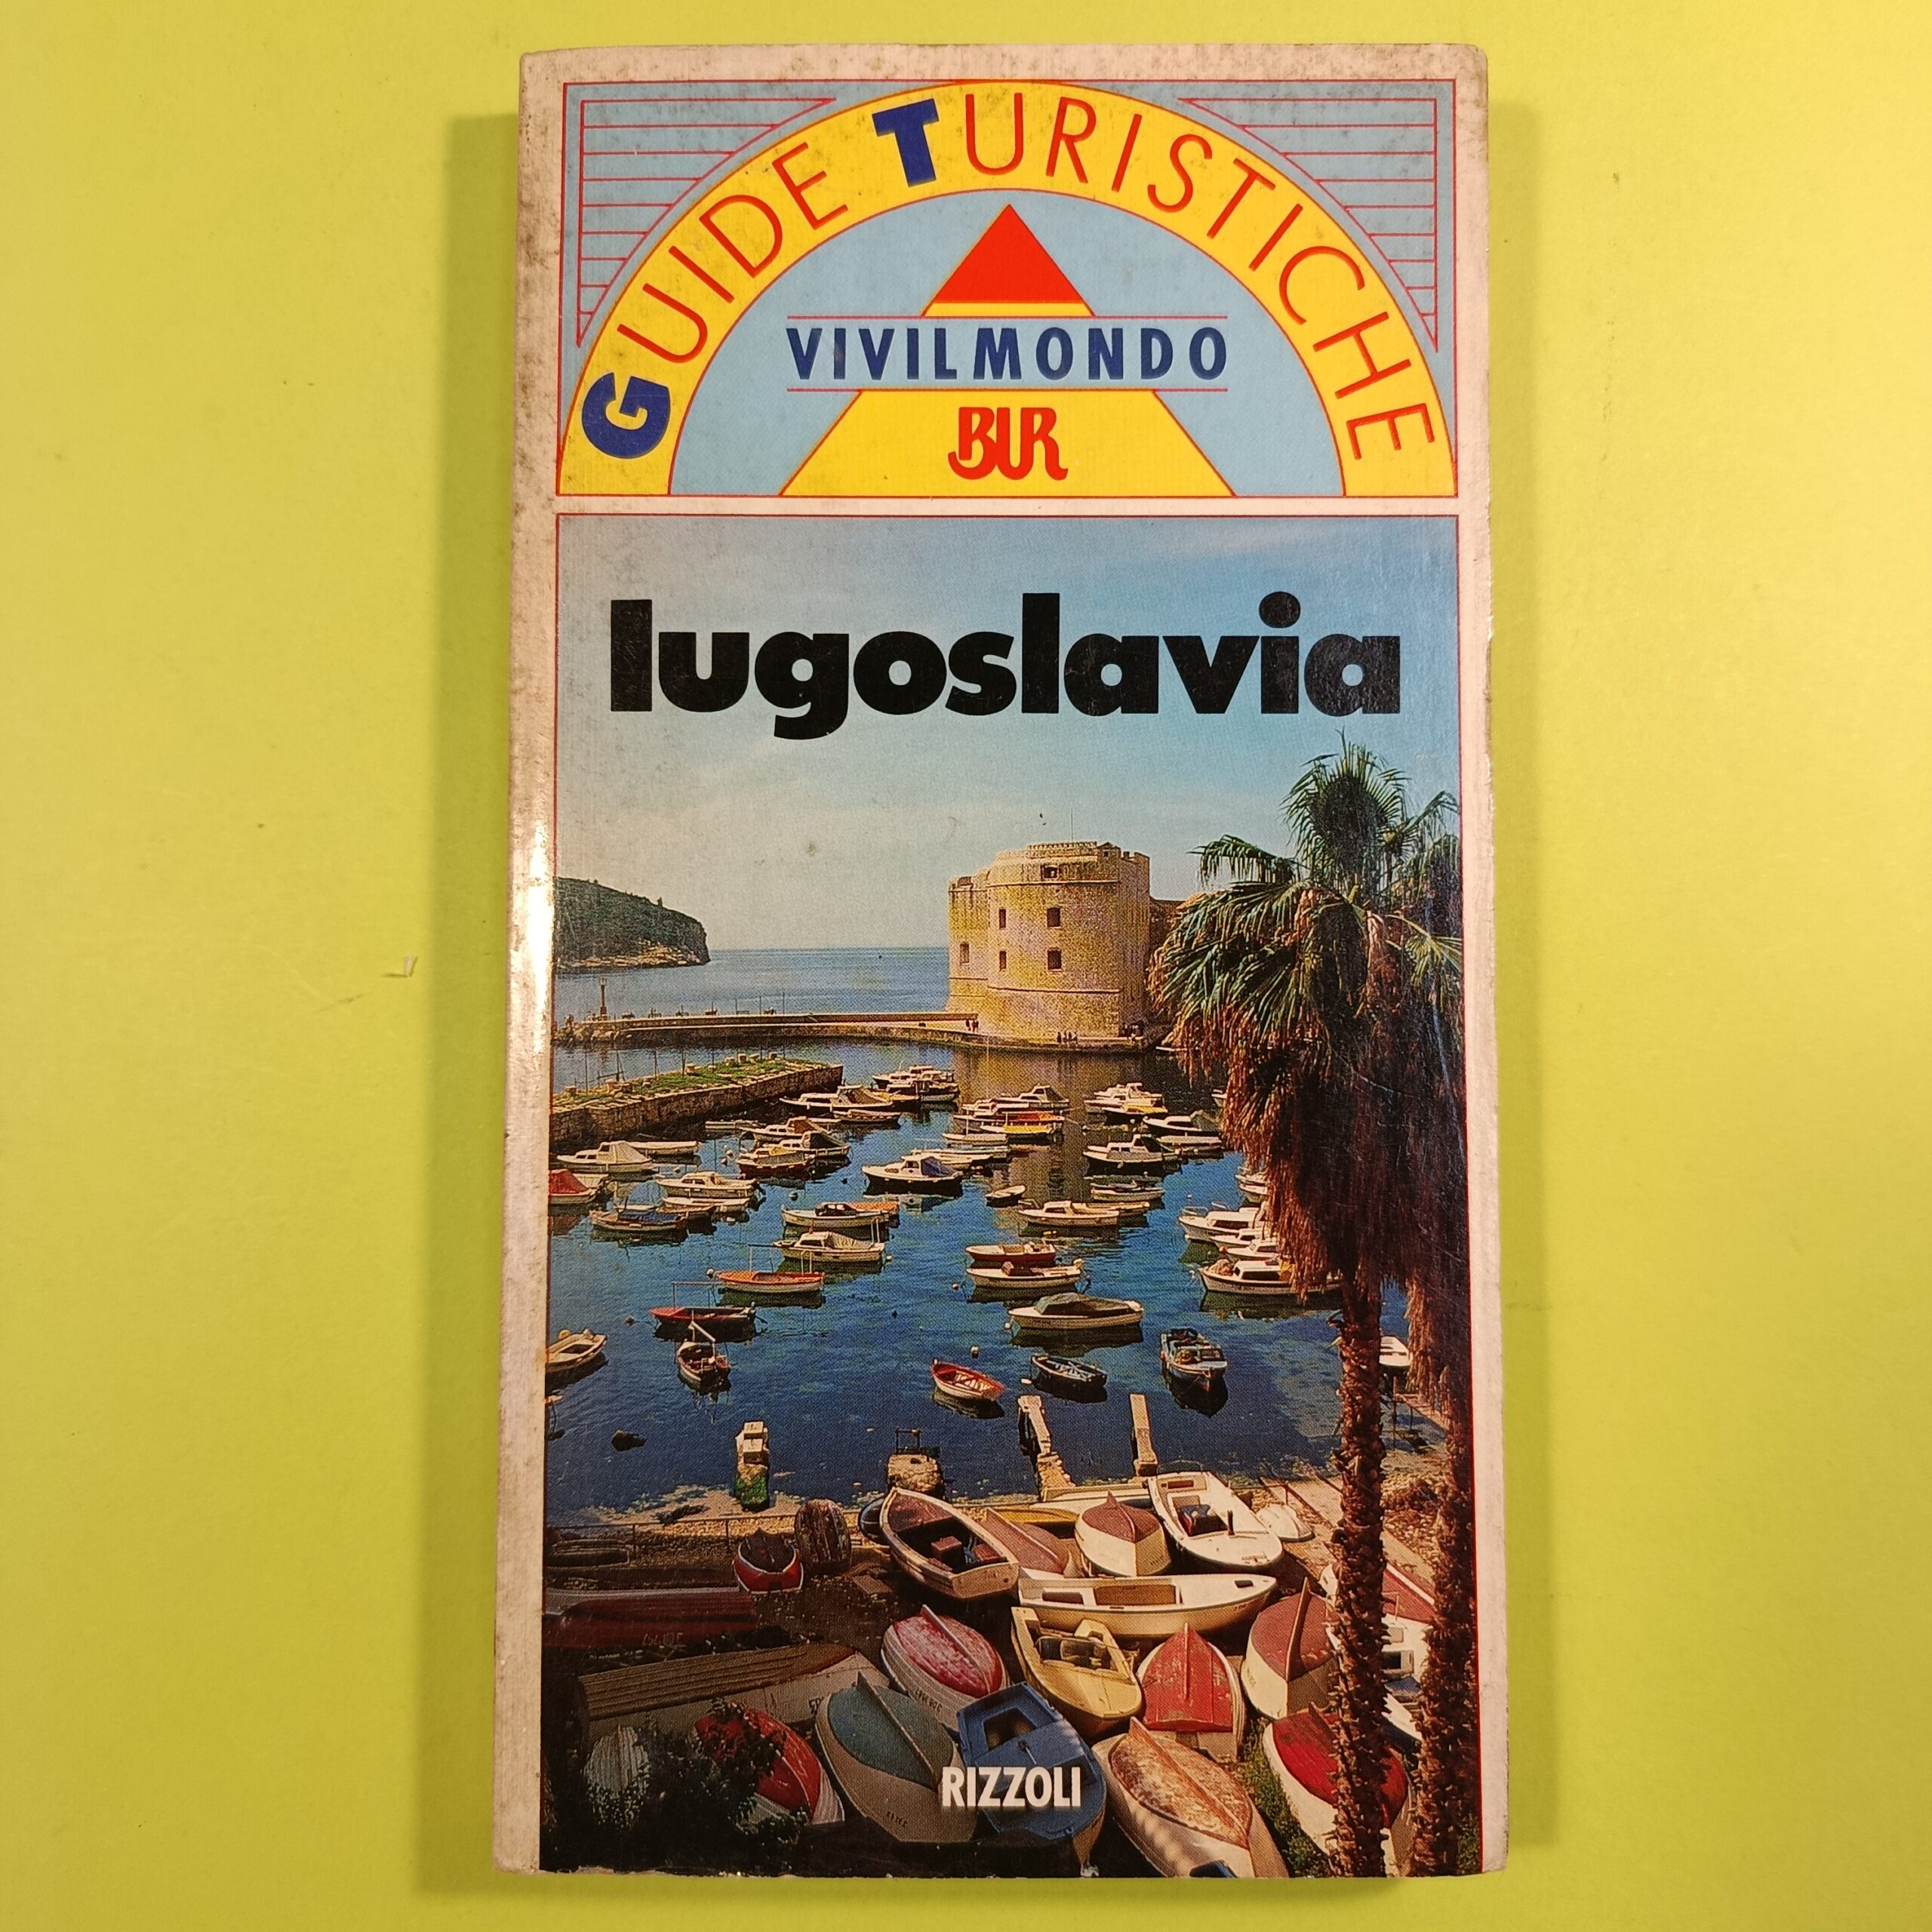 GUIDE TURISTICHE
VIVILMONDO
BUR
Iugoslavia
RIZZOLI